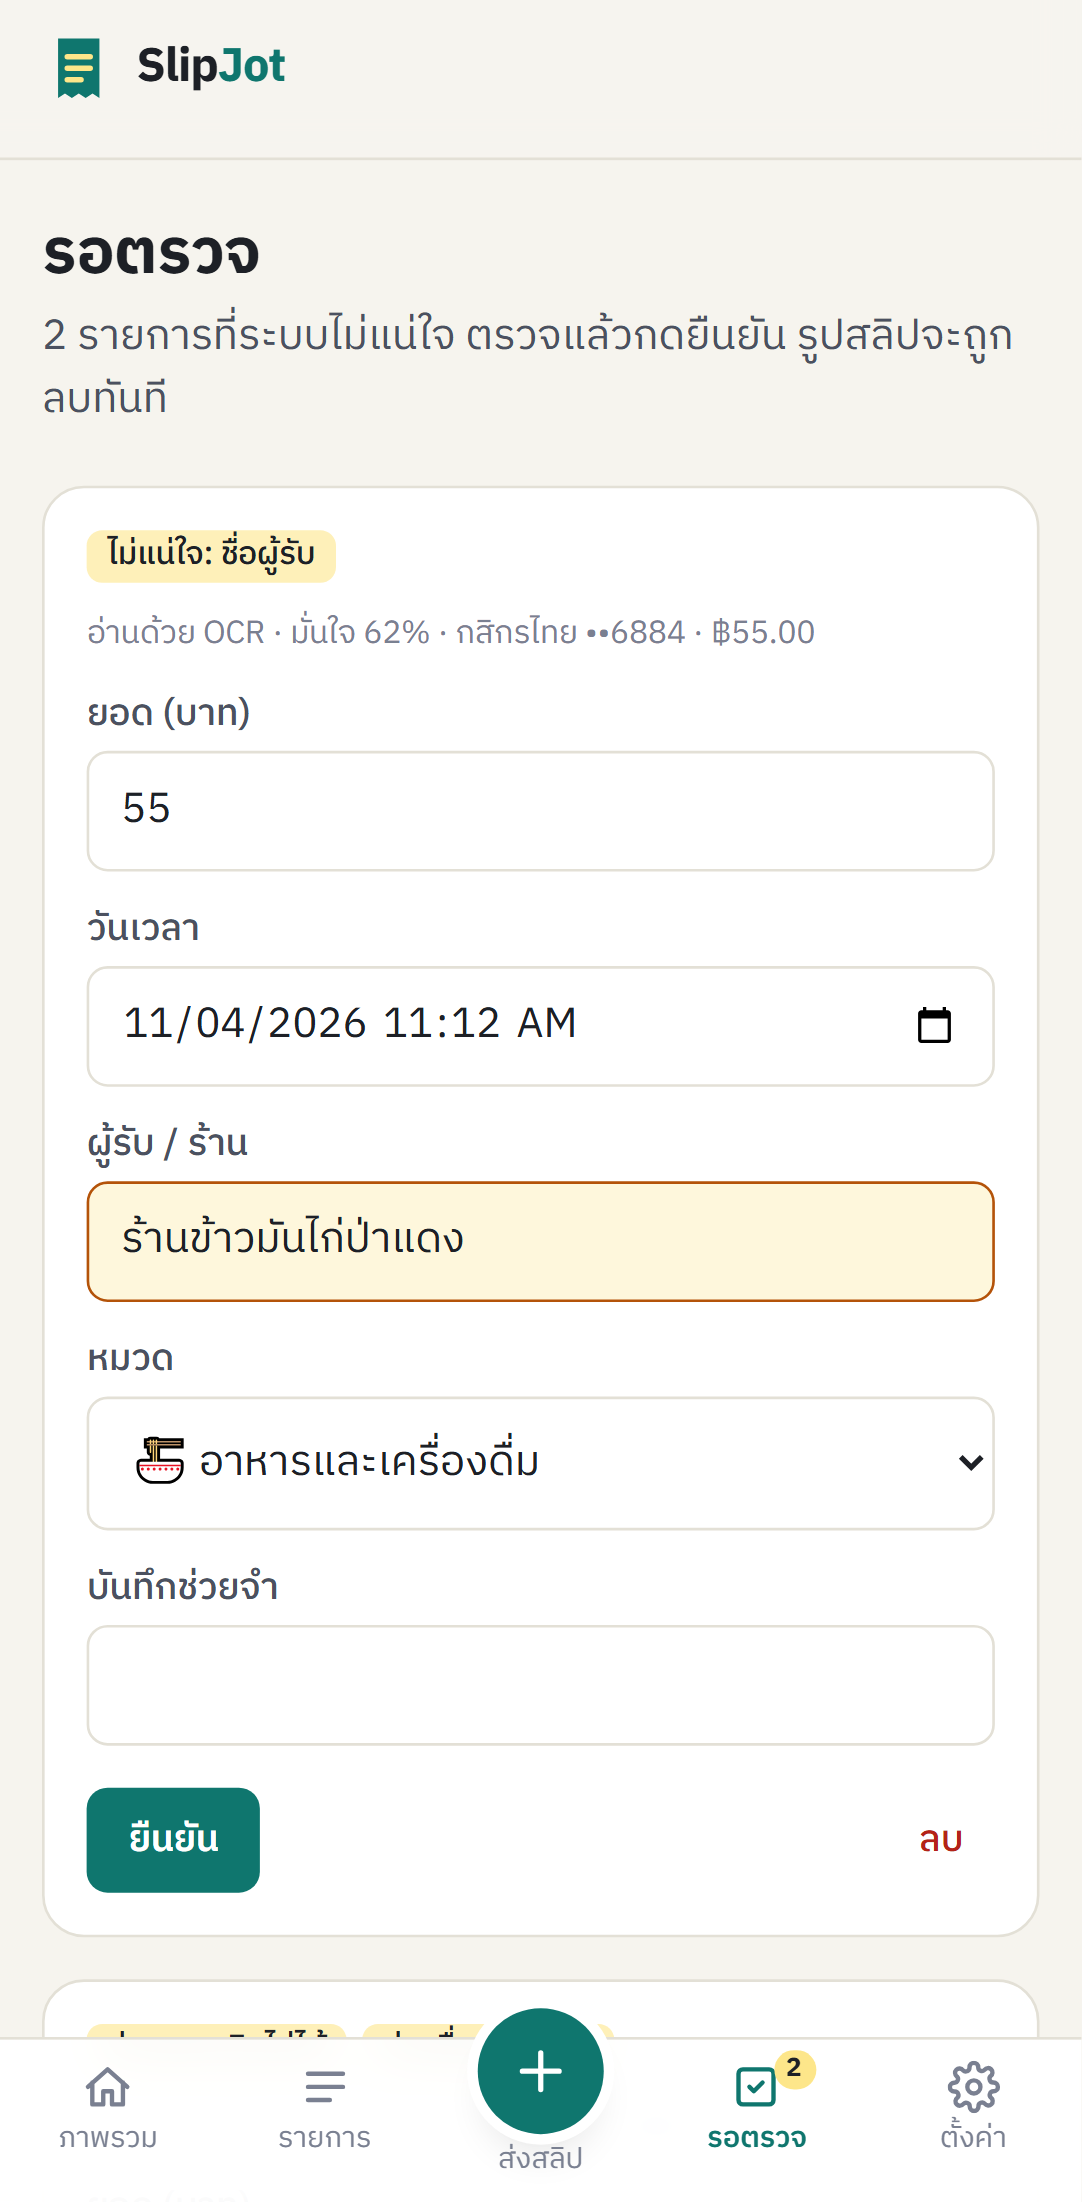 SlipJot
รอตรวจ
2 รายการที่ระบบไม่แน่ใจ ตรวจแล้วกดยืนยัน รูปสลิปจะถูก
ลบทันที
ไม่แน่ใจ: ชื่อผู้รับ
อ่านด้วย OCR · มั่นใจ 62% · กสิกรไทย ••6884 · ฿55.00
ยอด (บาท)
55
วันเวลา
11/04/2026 11:12 AM
ผู้รับ / ร้าน
ร้านข้าวมันไก่ป่าแดง
หมวด
อาหารและเครื่องดื่ม
บันทึกช่วยจำ
ยืนยัน
ลบ
2
ภาพรวม
รายการ
ส่งสลิป
รอตรวจ
ตั้งค่า